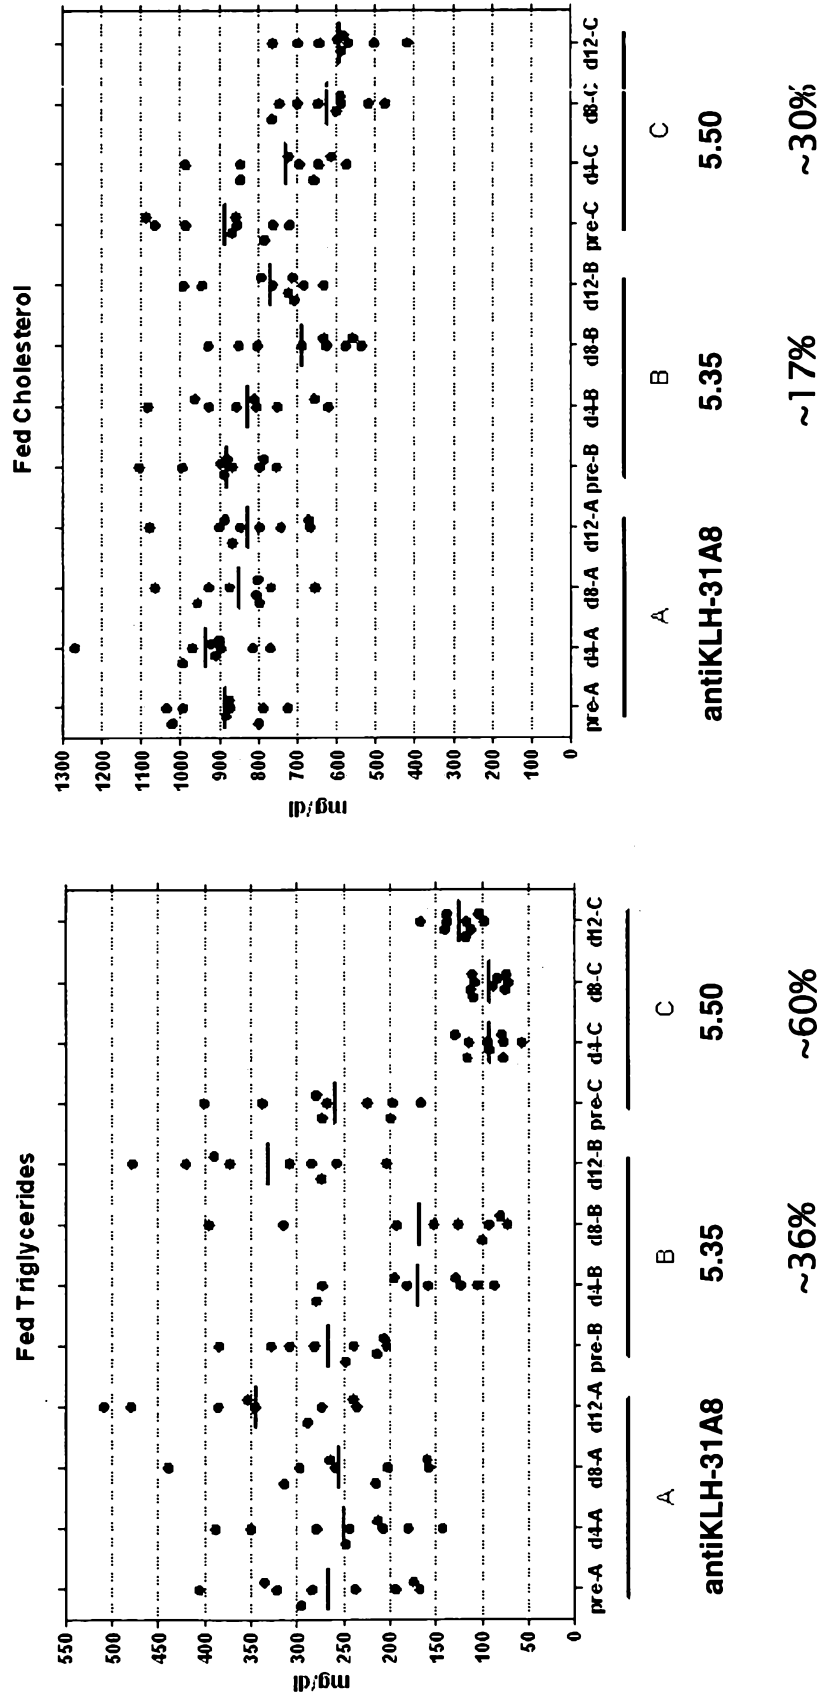 Fed Triglycerides
mg/dl
550
500
450
400
350
300
250
200
150
100
50
0
pre-A d4-A d8-A d12-A pre-B d4-B d8-B d12-B pre-C d4-C d8-C d12-C
A B C
antiKLH-31A8 5.35 5.50
~36% ~60%
Fed Cholesterol
mg/dl
1300
1200
1100
1000
900
800
700
600
500
400
300
200
100
0
pre-A d4-A d8-A d12-A pre-B d4-B d8-B d12-B pre-C d4-C d8-C d12-C
A B C
antiKLH-31A8 5.35 5.50
~17% ~30%